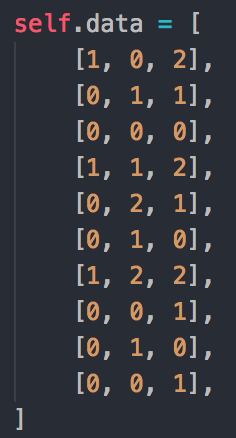 self.data = [
    [1, 0, 2],
    [0, 1, 1],
    [0, 0, 0],
    [1, 1, 2],
    [0, 2, 1],
    [0, 1, 0],
    [1, 2, 2],
    [0, 0, 1],
    [0, 1, 0],
    [0, 0, 1],
]